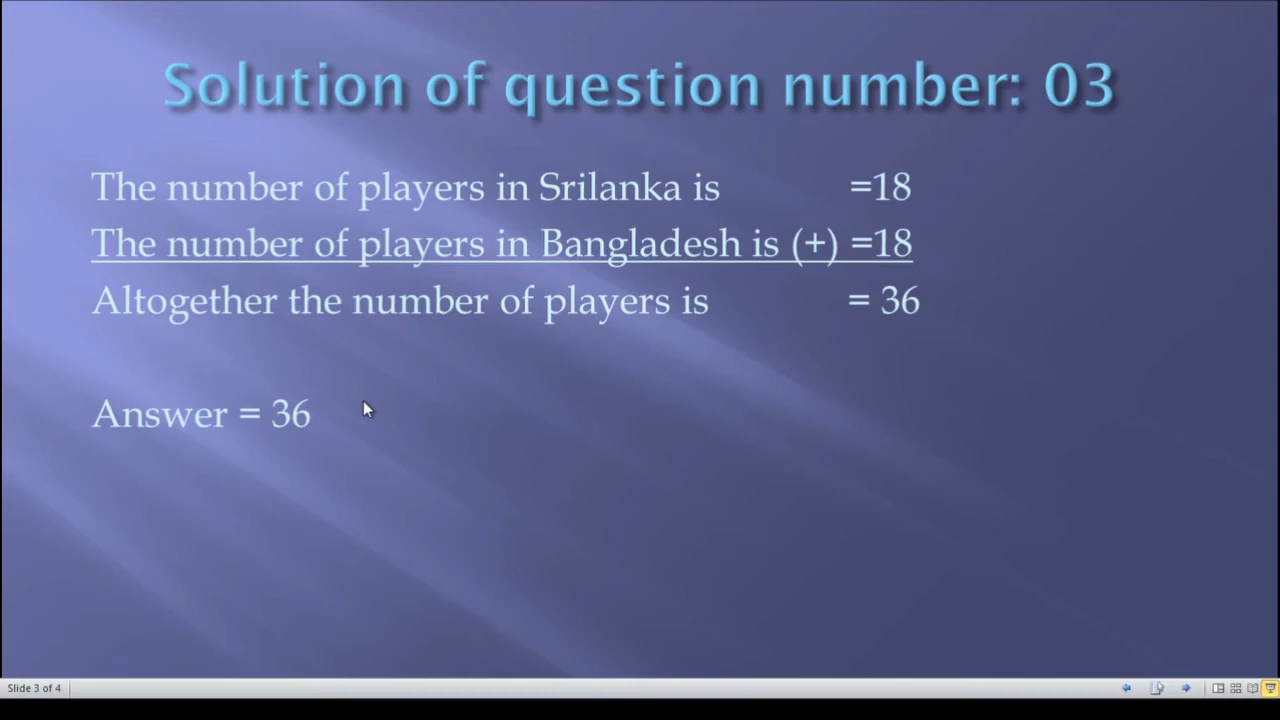 Solution of question number: 03
The number of players in Srilanka is =18
The number of players in Bangladesh is (+) =18
Altogether the number of players is = 36
Answer = 36
Slide 3 of 4